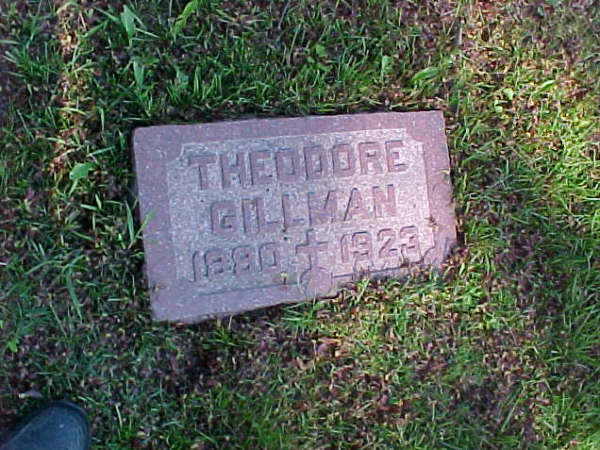 THEODORE
GILLMAN
1880 1923